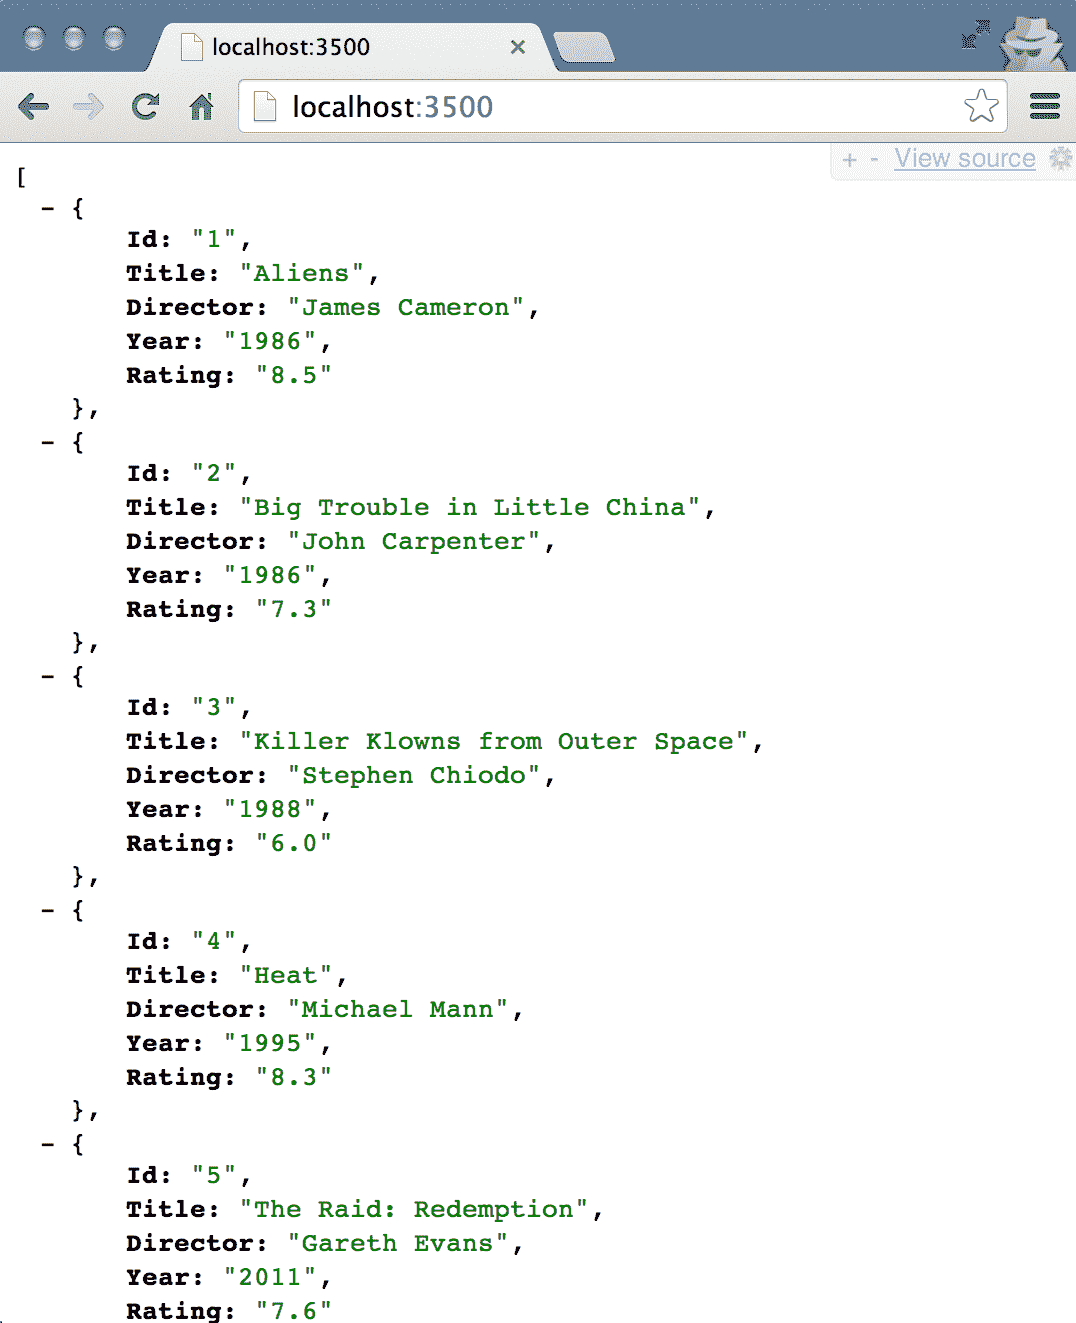 localhost:3500
localhost:3500
+ - View source
[
- {
Id: "1",
Title: "Aliens",
Director: "James Cameron",
Year: "1986",
Rating: "8.5"
},
- {
Id: "2",
Title: "Big Trouble in Little China",
Director: "John Carpenter",
Year: "1986",
Rating: "7.3"
},
- {
Id: "3",
Title: "Killer Klowns from Outer Space",
Director: "Stephen Chiodo",
Year: "1988",
Rating: "6.0"
},
- {
Id: "4",
Title: "Heat",
Director: "Michael Mann",
Year: "1995",
Rating: "8.3"
},
- {
Id: "5",
Title: "The Raid: Redemption",
Director: "Gareth Evans",
Year: "2011",
Rating: "7.6"